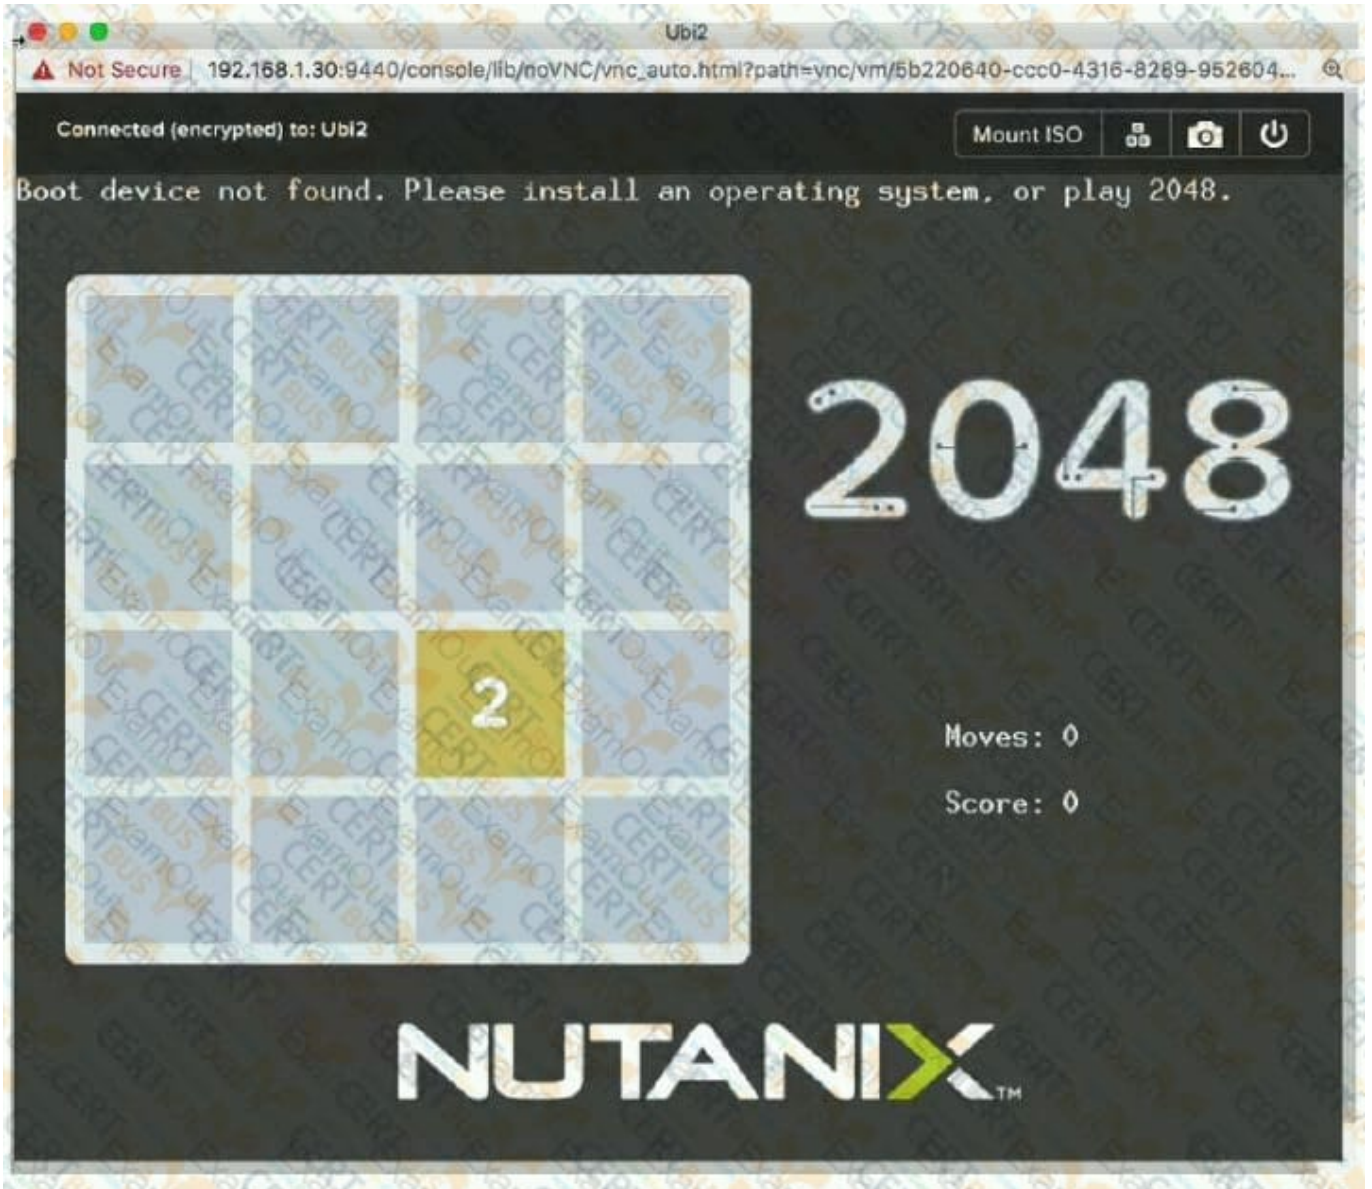 Ubi2
Not Secure 192.168.1.30:9440/console/lib/noVNC/vnc_auto.html?path=vnc/vm/5b220640-ccc0-4316-8289-952604...
Connected (encrypted) to: Ubi2
Mount ISO
Boot device not found. Please install an operating system, or play 2048.
2048
2
Moves: 0
Score: 0
NUTANIX™